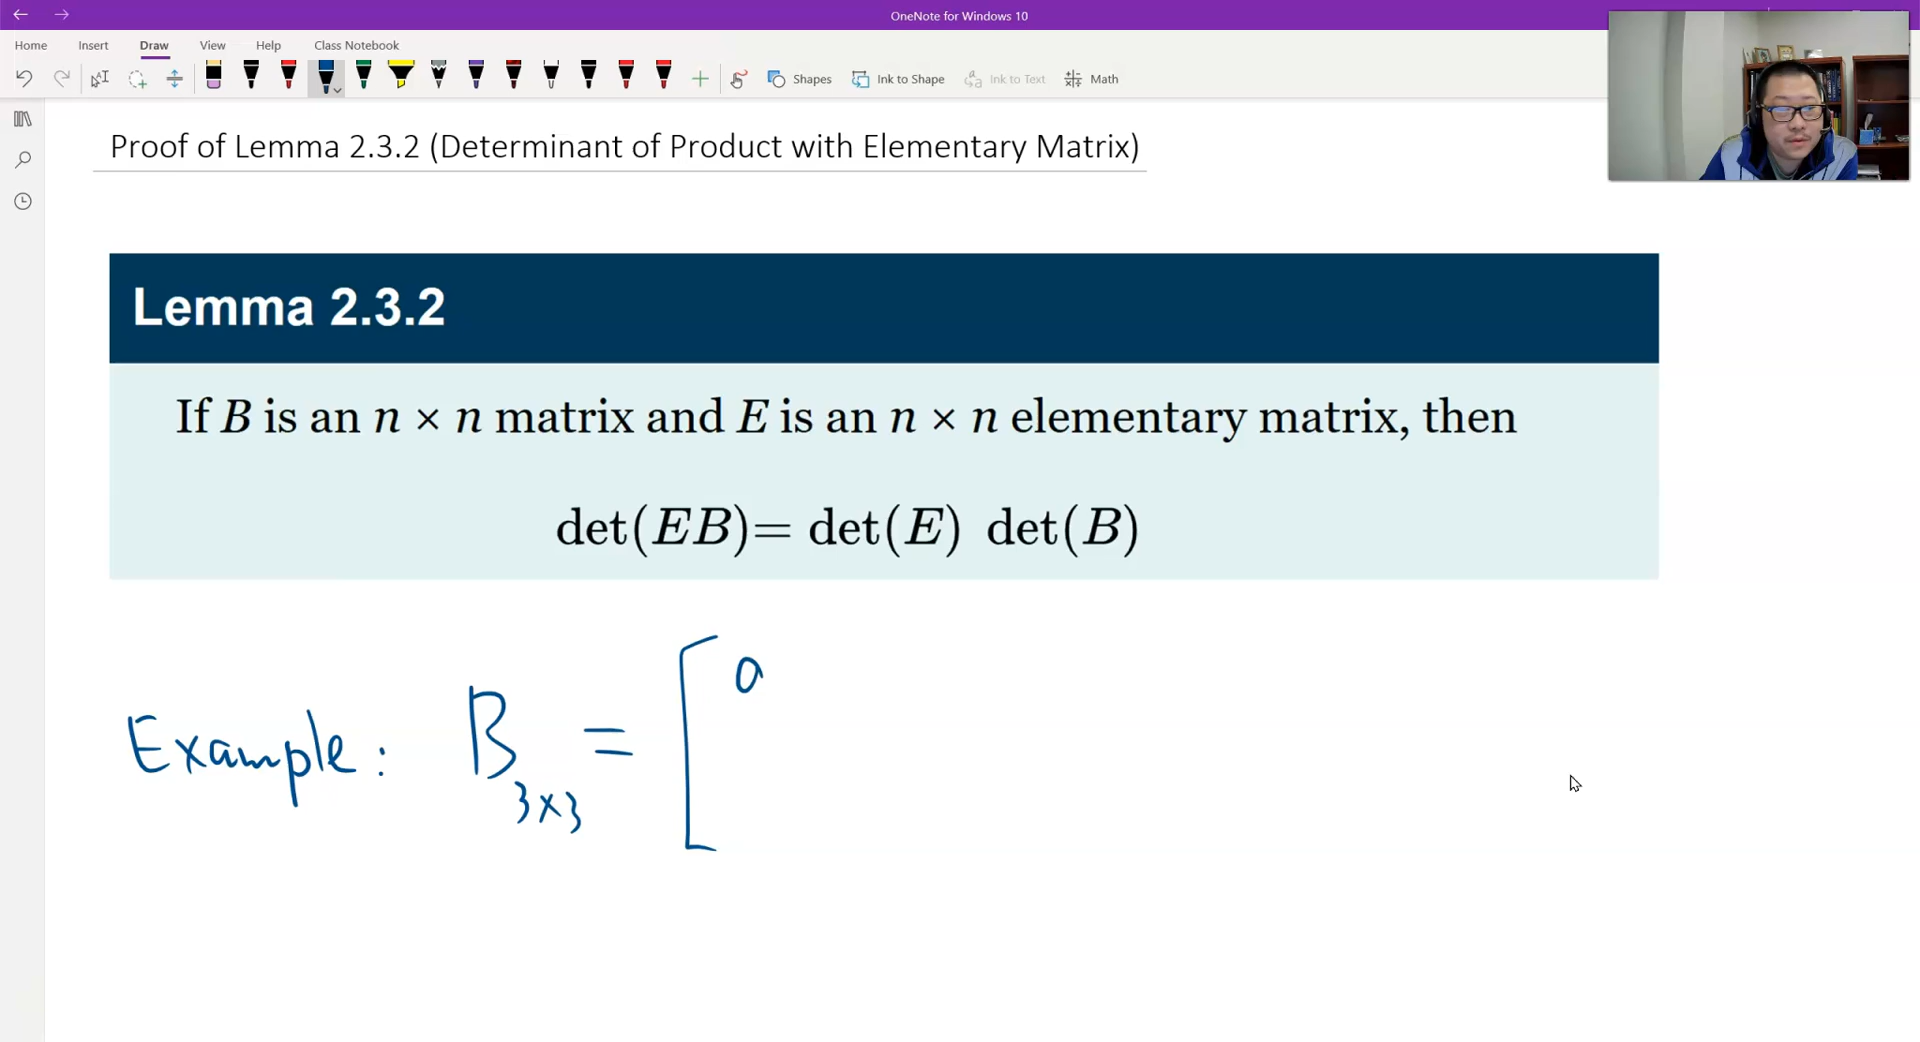 OneNote for Windows 10
Home Insert Draw View Help Class Notebook
Shapes Ink to Shape Ink to Text Math
Proof of Lemma 2.3.2 (Determinant of Product with Elementary Matrix)
Lemma 2.3.2
If B is an n × n matrix and E is an n × n elementary matrix, then
det(EB)= det(E) det(B)
Example: B 3×3 = [ a